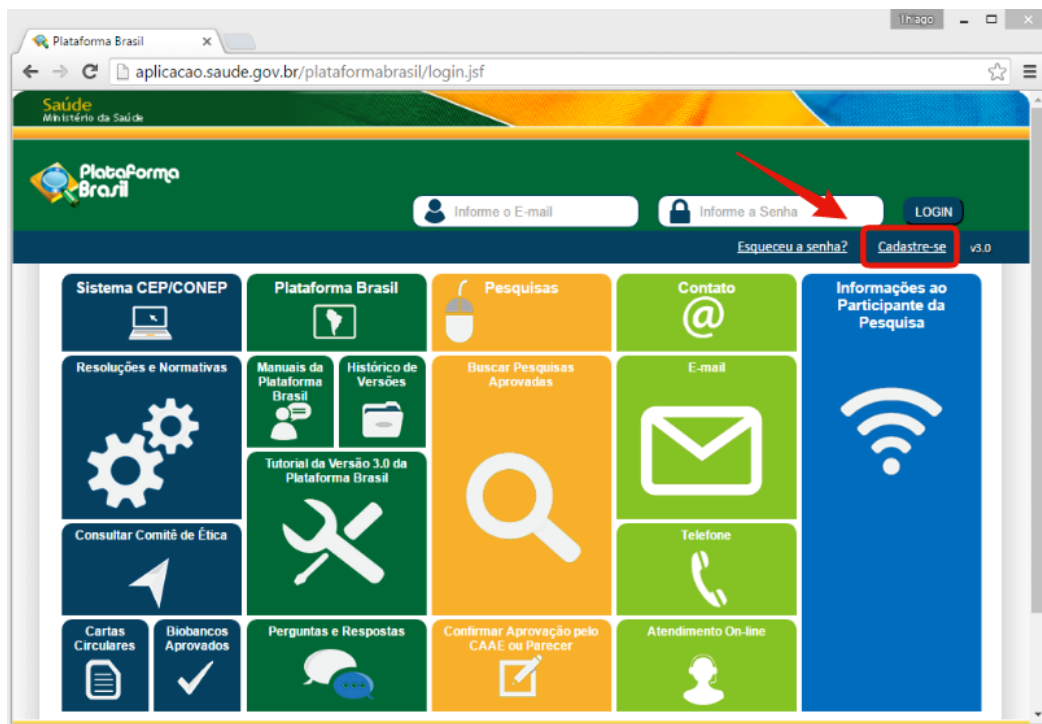 Thiago
Plataforma Brasil
aplicacao.saude.gov.br/plataformabrasil/login.jsf
Saúde
Ministério da Saúde
Plataforma
Brasil
Informe o E-mail
Informe a Senha
LOGIN
Esqueceu a senha?
Cadastre-se
v3.0
Sistema CEP/CONEP
Plataforma Brasil
Pesquisas
Contato
@
Informações ao
Participante da
Pesquisa
Resoluções e Normativas
Manuais da
Plataforma
Brasil
Histórico de
Versões
Buscar Pesquisas
Aprovadas
E-mail
Tutorial da Versão 3.0 da
Plataforma Brasil
Consultar Comitê de Ética
Telefone
Cartas
Circulares
Biobancos
Aprovados
Perguntas e Respostas
Confirmar Aprovação pelo
CAAE ou Parecer
Atendimento On-line